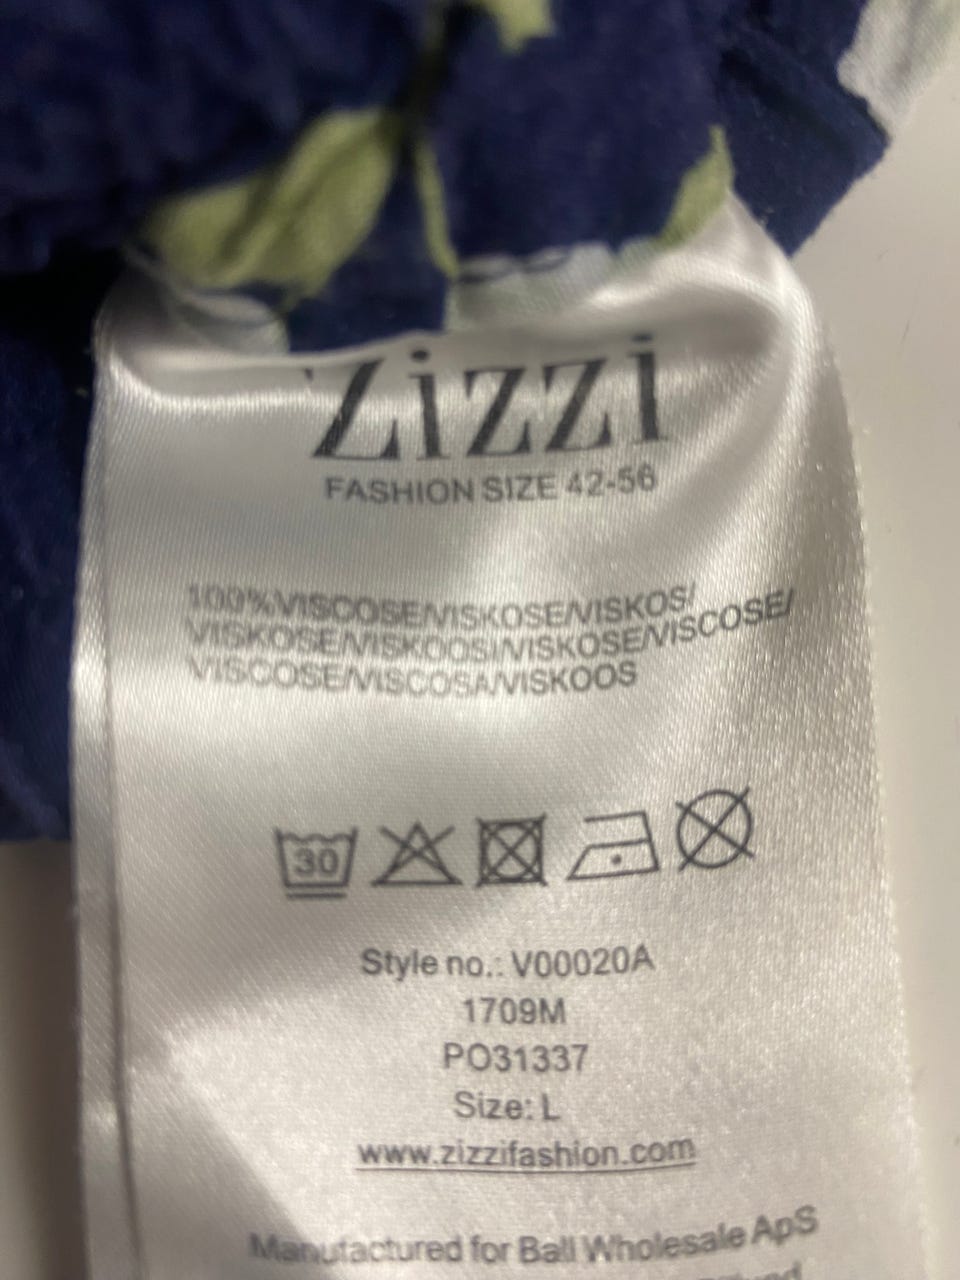 Zizzi
FASHION SIZE 42-56
100%VISCOSE/VISKOSE/VISKOS/
VISKOSE/VISKOOSI/VISKOSE/VISCOSE/
VISCOSE/VISCOSA/VISKOOS
30
Style no.: V00020A
1709M
PO31337
Size: L
www.zizzifashion.com
Manufactured for Ball Wholesale ApS